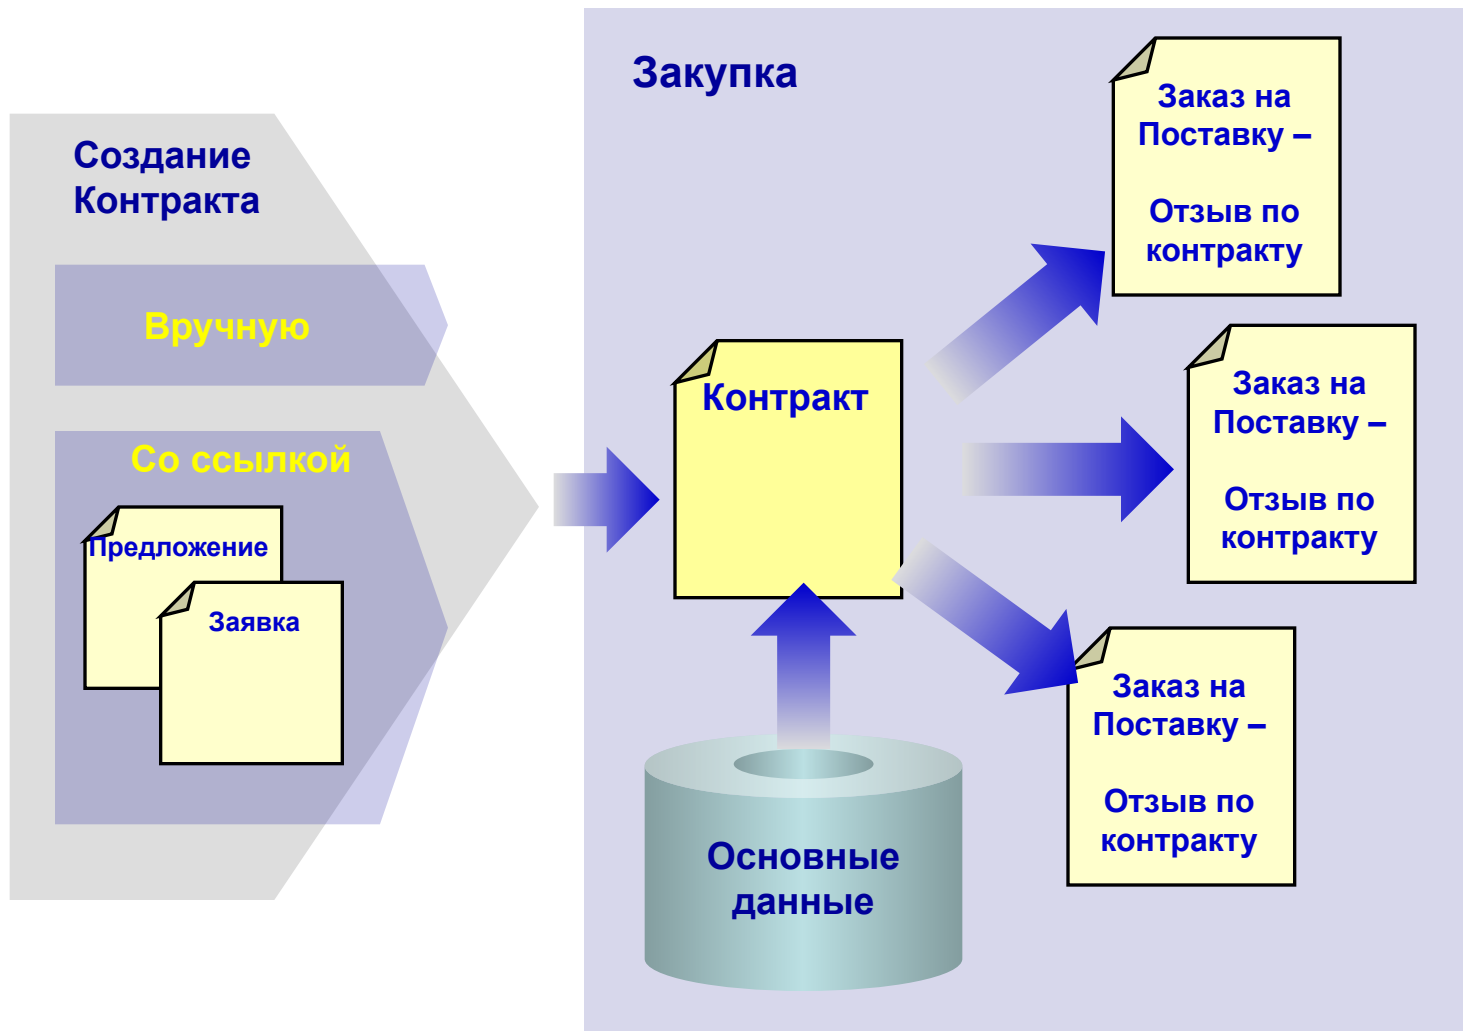 Создание
Контракта
Вручную
Со ссылкой
Предложение
Заявка
Закупка
Контракт
Основные
данные
Заказ на
Поставку –
Отзыв по
контракту
Заказ на
Поставку –
Отзыв по
контракту
Заказ на
Поставку –
Отзыв по
контракту